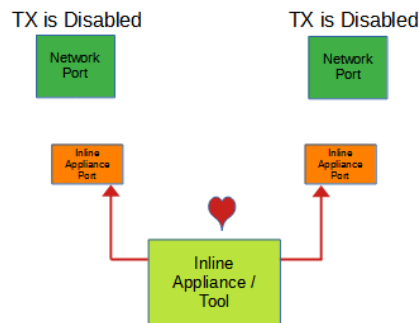 TX is Disabled
TX is Disabled
Network
Port
Network
Port
Inline
Appliance
Port
Inline
Appliance
Port
Inline
Appliance /
Tool